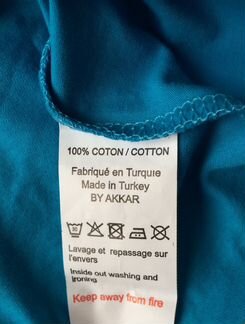 100% COTON / COTTON
Fabriqué en Turquie
Made in Turkey
BY AKKAR
30
Lavage et repassage sur
l'envers
Inside out washing and
ironing
Keep away from fire